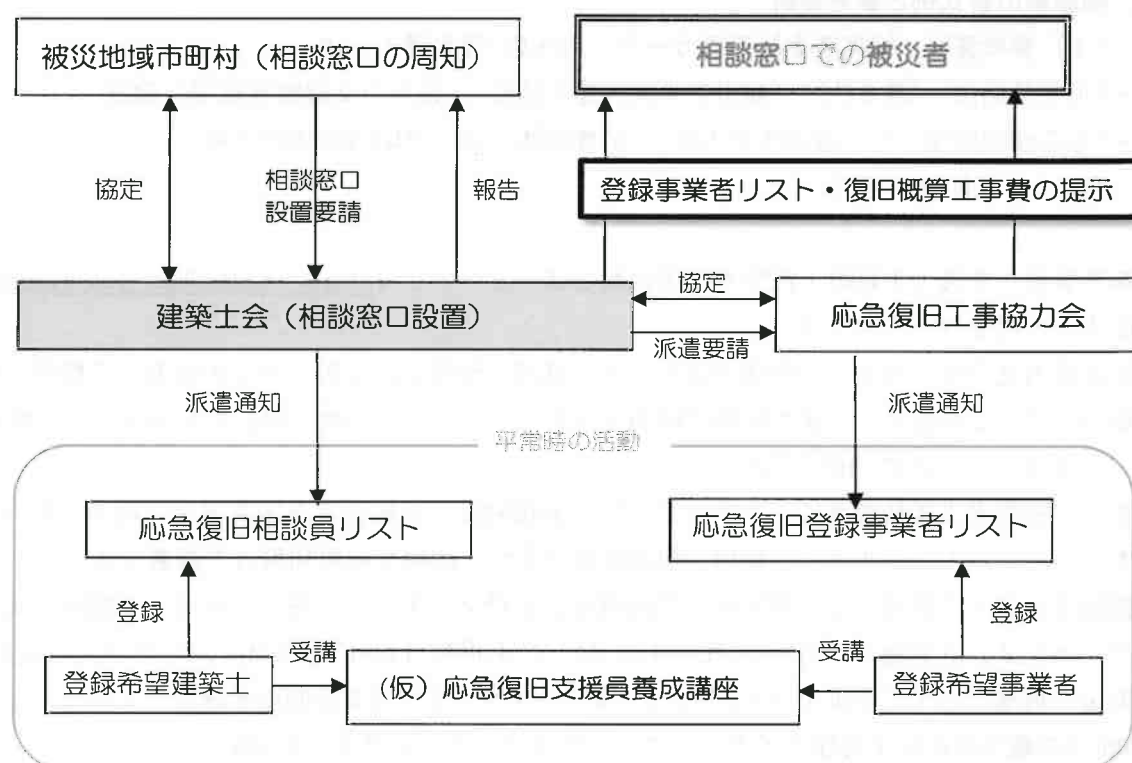 被災地域市町村（相談窓口の周知）
相談窓口での被災者
協定
相談窓口
設置要請
報告
登録事業者リスト・復旧概算工事費の提示
建築士会（相談窓口設置）
協定
派遣要請
応急復旧工事協力会
派遣通知
派遣通知
平常時の活動
応急復旧相談員リスト
応急復旧登録事業者リスト
登録
登録
受講
受講
登録希望建築士
（仮）応急復旧支援員養成講座
登録希望事業者